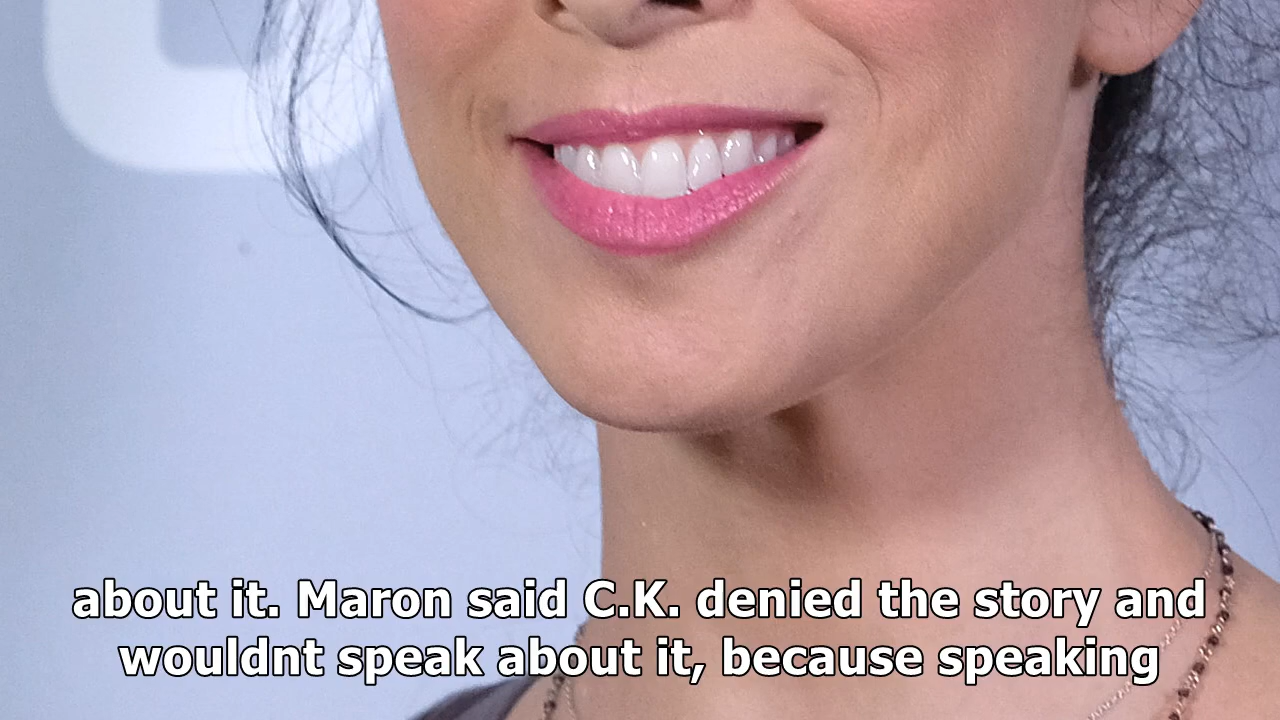 about it. Maron said C.K. denied the story and
wouldnt speak about it, because speaking